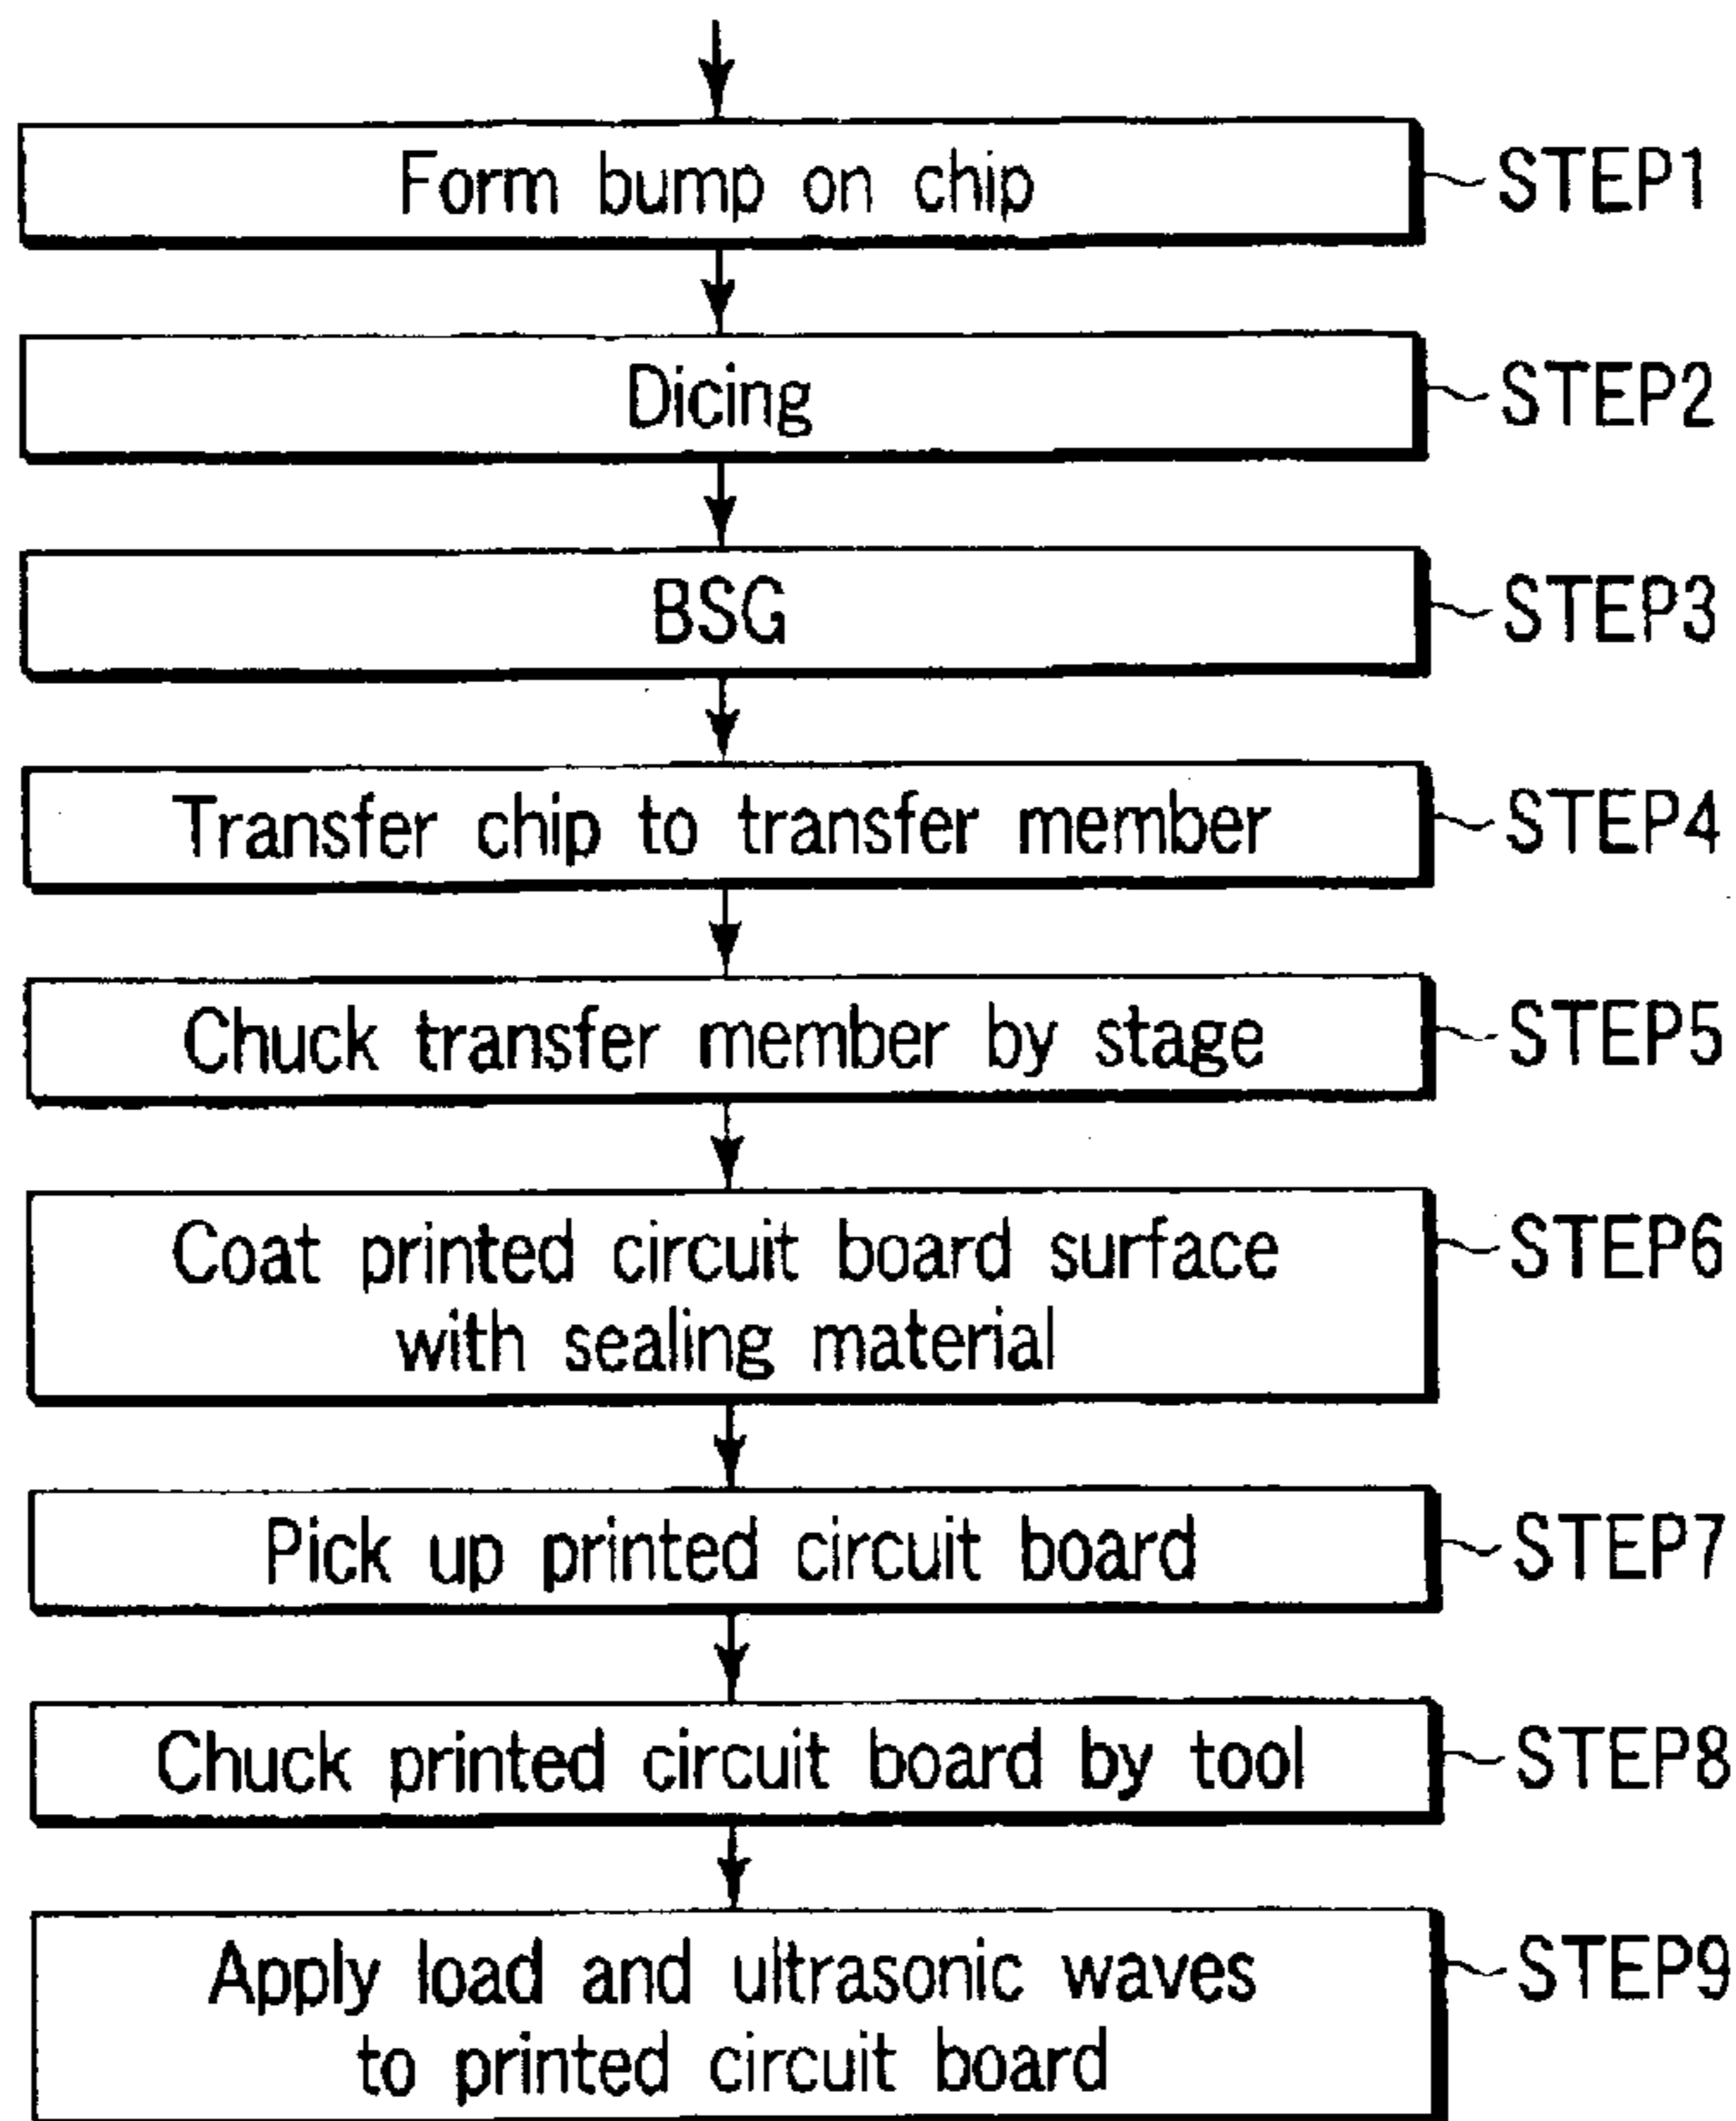 Form bump on chip STEP1
Dicing STEP2
BSG STEP3
Transfer chip to transfer member STEP4
Chuck transfer member by stage STEP5
Coat printed circuit board surface STEP6
with sealing material
Pick up printed circuit board STEP7
Chuck printed circuit board by tool STEP8
Apply load and ultrasonic waves STEP9
to printed circuit board